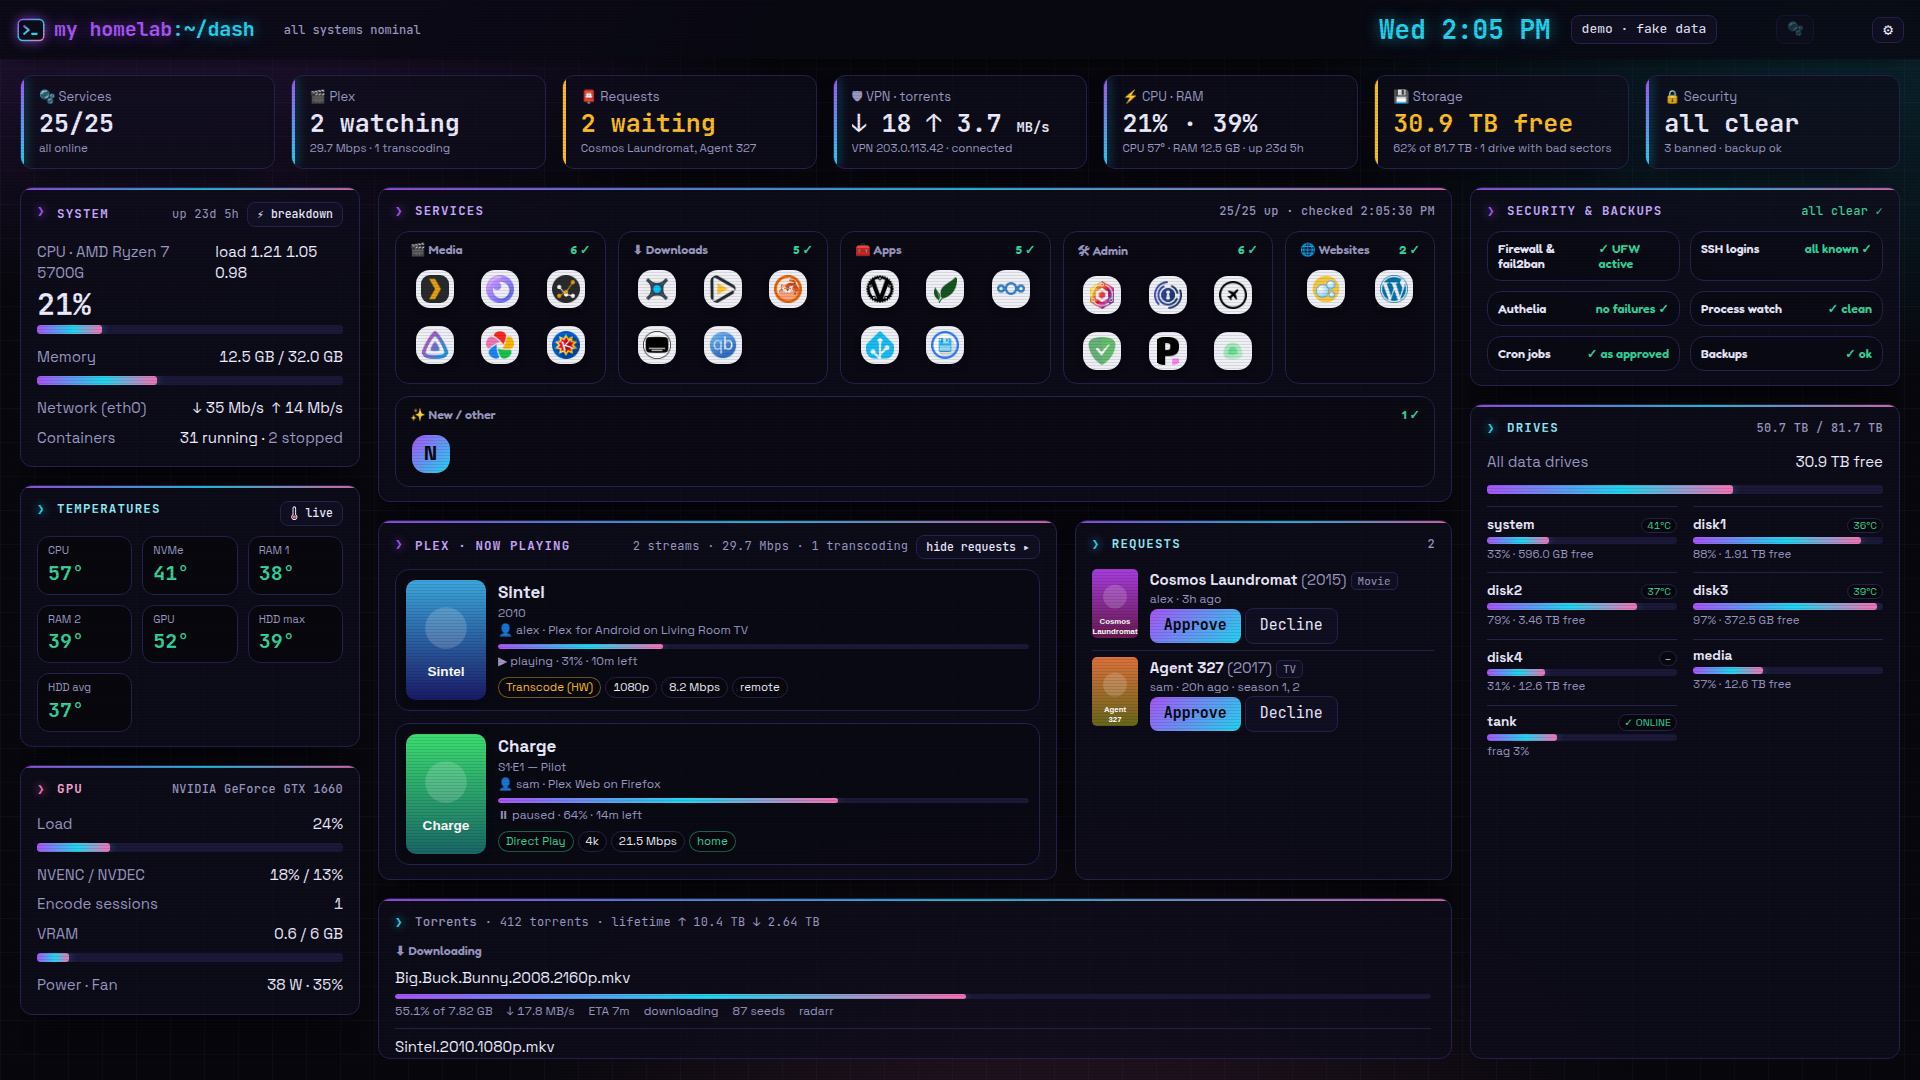 my homelab:~/dash
all systems nominal
Wed 2:05 PM
demo · fake data
Services
25/25
all online
Plex
2 watching
29.7 Mbps · 1 transcoding
Requests
2 waiting
Cosmos Laundromat, Agent 327
VPN · torrents
↓ 18 ↑ 3.7 MB/s
VPN 203.0.113.42 · connected
CPU · RAM
21% · 39%
CPU 57° · RAM 12.5 GB · up 23d 5h
Storage
30.9 TB free
62% of 81.7 TB · 1 drive with bad sectors
Security
all clear
3 banned · backup ok
❯ SYSTEM
up 23d 5h
⚡ breakdown
CPU · AMD Ryzen 7 5700G
load 1.21 1.05 0.98
21%
Memory
12.5 GB / 32.0 GB
Network (eth0)
↓ 35 Mb/s ↑ 14 Mb/s
Containers
31 running · 2 stopped
❯ TEMPERATURES
live
CPU
57°
NVMe
41°
RAM 1
38°
RAM 2
39°
GPU
52°
HDD max
39°
HDD avg
37°
❯ GPU
NVIDIA GeForce GTX 1660
Load
24%
NVENC / NVDEC
18% / 13%
Encode sessions
1
VRAM
0.6 / 6 GB
Power · Fan
38 W · 35%
❯ SERVICES
25/25 up · checked 2:05:30 PM
Media
6 ✓
Downloads
5 ✓
qb
Apps
5 ✓
Admin
6 ✓
P
Websites
2 ✓
New / other
1 ✓
N
❯ PLEX · NOW PLAYING
2 streams · 29.7 Mbps · 1 transcoding
hide requests ▸
Sintel
Sintel
2010
alex · Plex for Android on Living Room TV
▶ playing · 31% · 10m left
Transcode (HW)
1080p
8.2 Mbps
remote
Charge
Charge
S1·E1 — Pilot
sam · Plex Web on Firefox
⏸ paused · 64% · 14m left
Direct Play
4k
21.5 Mbps
home
❯ REQUESTS
2
Cosmos
Laundromat
Cosmos Laundromat (2015) Movie
alex · 3h ago
Approve
Decline
Agent
327
Agent 327 (2017) TV
sam · 20h ago · season 1, 2
Approve
Decline
❯ Torrents · 412 torrents · lifetime ↑ 10.4 TB ↓ 2.64 TB
⬇ Downloading
Big.Buck.Bunny.2008.2160p.mkv
55.1% of 7.82 GB ↓ 17.8 MB/s ETA 7m downloading 87 seeds radarr
Sintel.2010.1080p.mkv
❯ SECURITY & BACKUPS
all clear ✓
Firewall & fail2ban
✓ UFW active
SSH logins
all known ✓
Authelia
no failures ✓
Process watch
✓ clean
Cron jobs
✓ as approved
Backups
✓ ok
❯ DRIVES
50.7 TB / 81.7 TB
All data drives
30.9 TB free
system
41°C
33% · 596.0 GB free
disk1
36°C
88% · 1.91 TB free
disk2
37°C
79% · 3.46 TB free
disk3
39°C
97% · 372.5 GB free
disk4
–
31% · 12.6 TB free
media
37% · 12.6 TB free
tank
✓ ONLINE
frag 3%